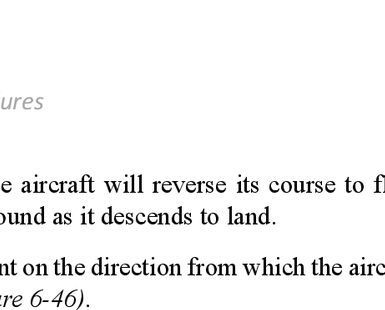 ures
e aircraft will reverse its course to fl
ound as it descends to land.
nt on the direction from which the airc
ure 6-46).